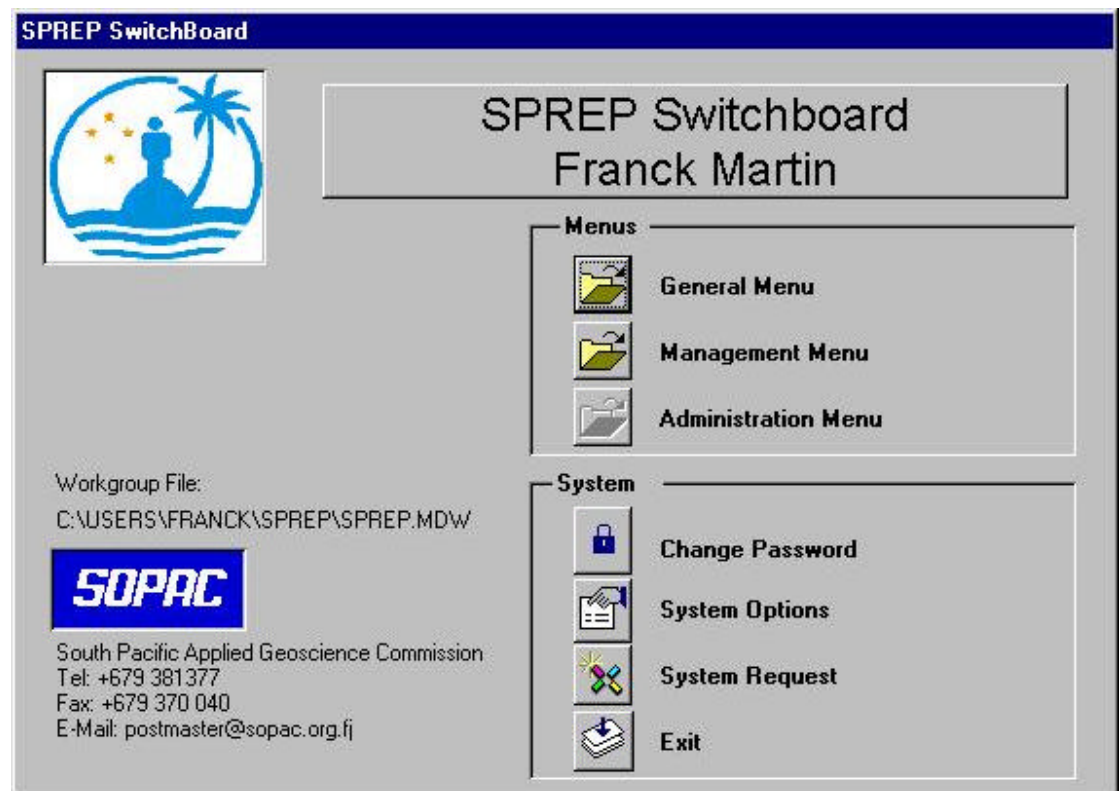 SPREP SwitchBoard
SPREP Switchboard
Franck Martin
Menus
General Menu
Management Menu
Administration Menu
Workgroup File:
C:\USERS\FRANCK\SPREP\SPREP.MDW
SOPAC
South Pacific Applied Geoscience Commission
Tel: +679 381377
Fax: +679 370 040
E-Mail: postmaster@sopac.org.fj
System
Change Password
System Options
System Request
Exit